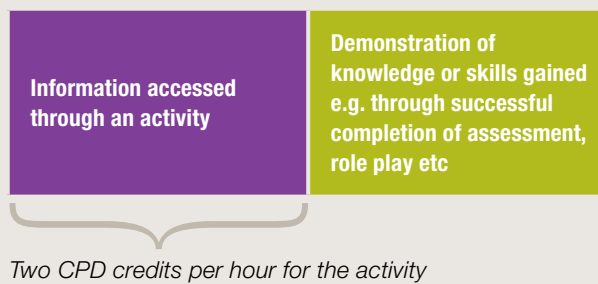 Information accessed
through an activity
Demonstration of
knowledge or skills gained
e.g. through successful
completion of assessment,
role play etc
Two CPD credits per hour for the activity